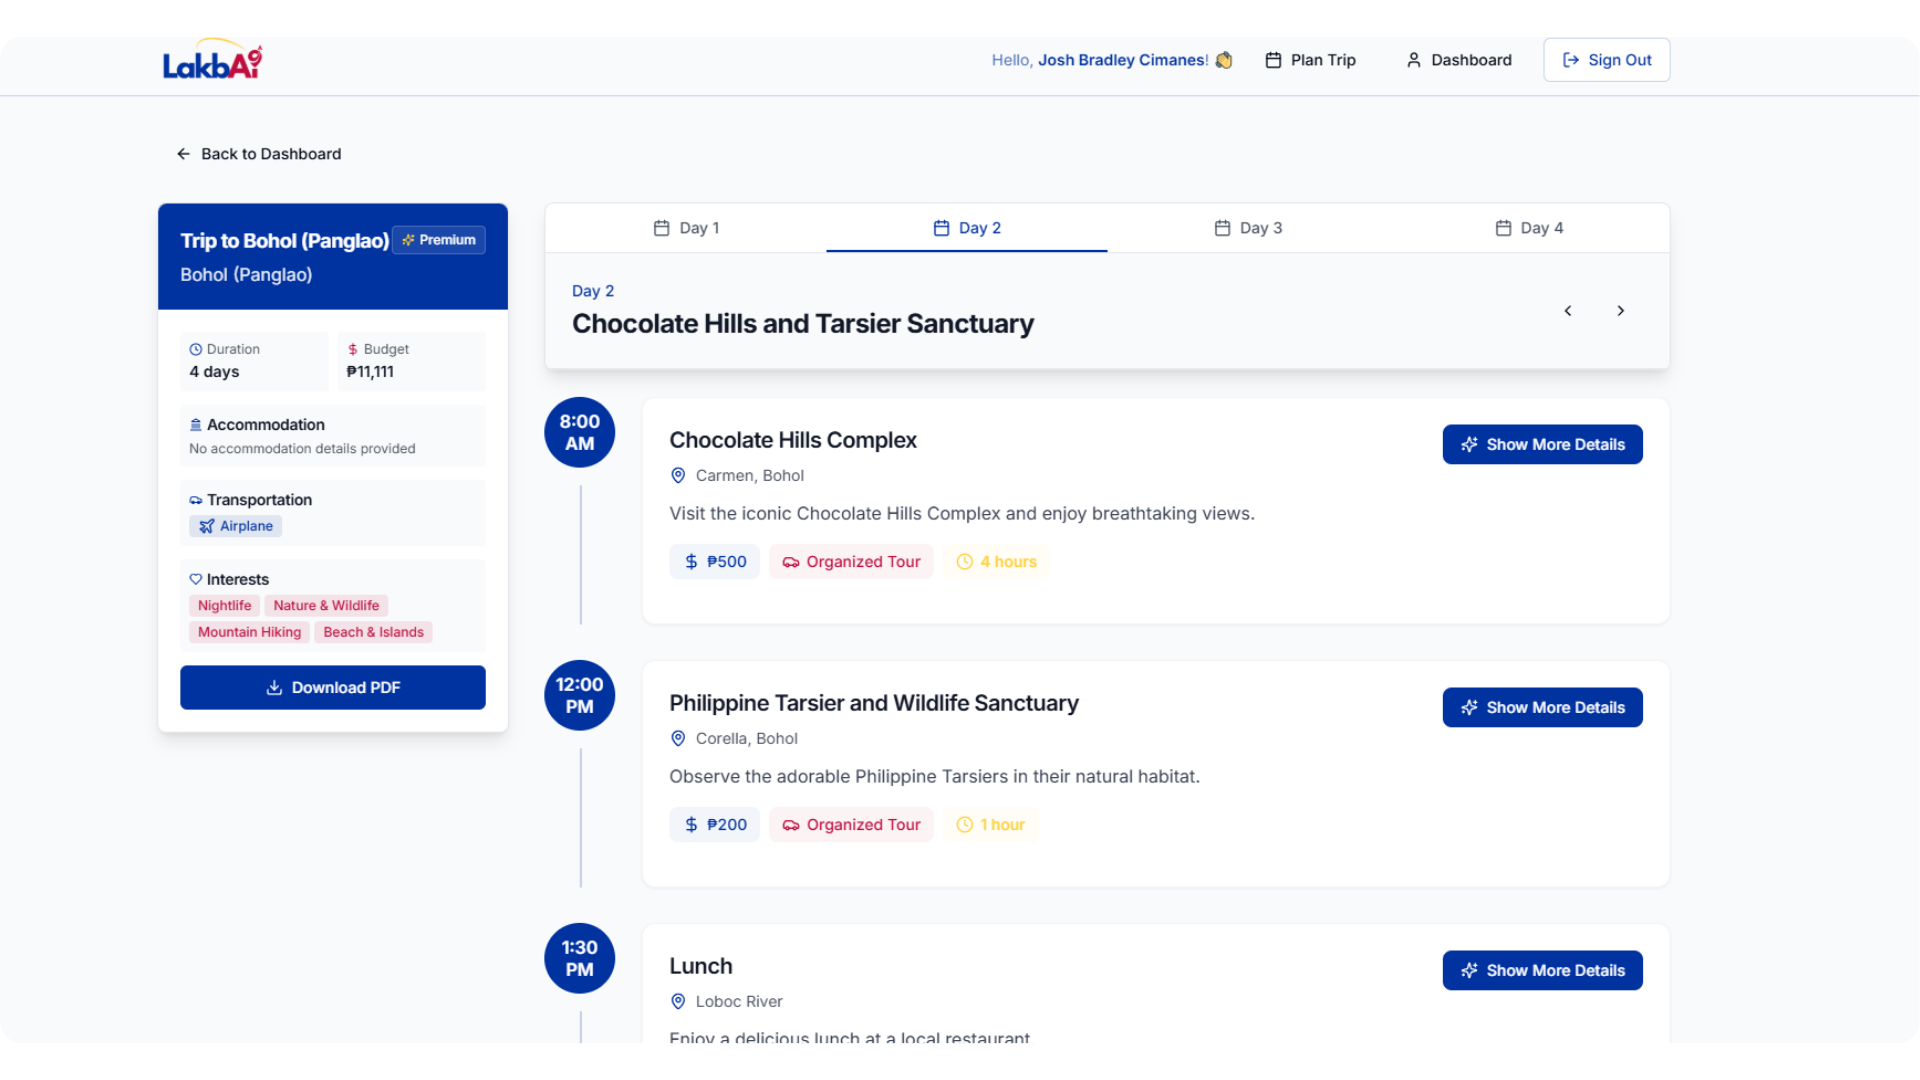 LakbAi
Hello, Josh Bradley Cimanes! 👏
Plan Trip
Dashboard
Sign Out
Back to Dashboard
Trip to Bohol (Panglao)
Premium
Bohol (Panglao)
Duration
4 days
Budget
₱11,111
Accommodation
No accommodation details provided
Transportation
Airplane
Interests
Nightlife
Nature & Wildlife
Mountain Hiking
Beach & Islands
Download PDF
Day 1
Day 2
Day 3
Day 4
Day 2
Chocolate Hills and Tarsier Sanctuary
8:00
AM
Chocolate Hills Complex
Show More Details
Carmen, Bohol
Visit the iconic Chocolate Hills Complex and enjoy breathtaking views.
$ ₱500
Organized Tour
4 hours
12:00
PM
Philippine Tarsier and Wildlife Sanctuary
Show More Details
Corella, Bohol
Observe the adorable Philippine Tarsiers in their natural habitat.
$ ₱200
Organized Tour
1 hour
1:30
PM
Lunch
Show More Details
Loboc River
Enjoy a delicious lunch at a local restaurant